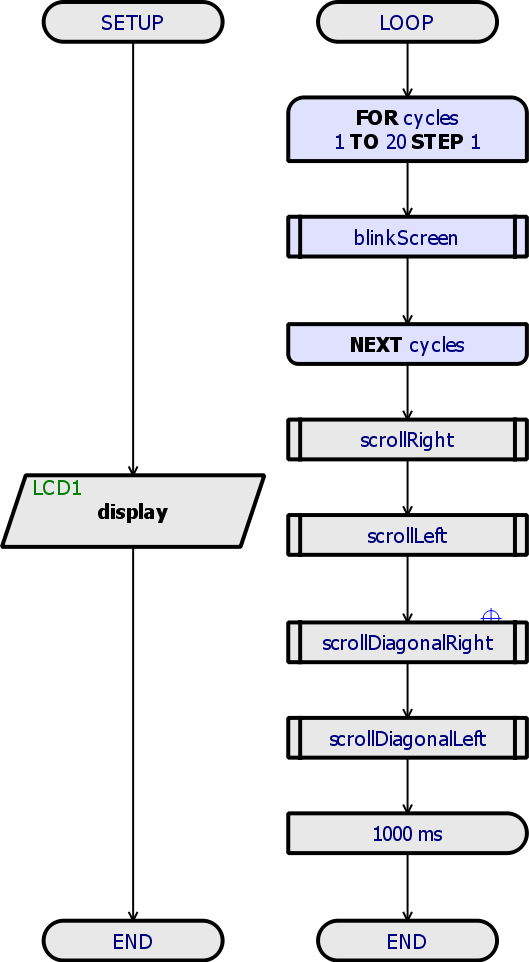 SETUP
LCD1
display
END
LOOP
FOR cycles
1 TO 20 STEP 1
blinkScreen
NEXT cycles
scrollRight
scrollLeft
scrollDiagonalRight
scrollDiagonalLeft
1000 ms
END